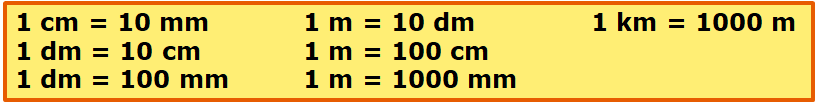 1 cm = 10 mm 1 m = 10 dm 1 km = 1000 m
1 dm = 10 cm 1 m = 100 cm
1 dm = 100 mm 1 m = 1000 mm